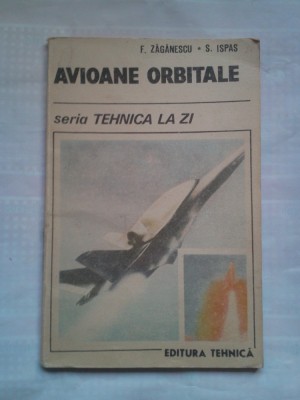 F. ZĂGĂNESCU • S. ISPAS
AVIOANE ORBITALE
seria TEHNICA LA ZI
EDITURA TEHNICĂ